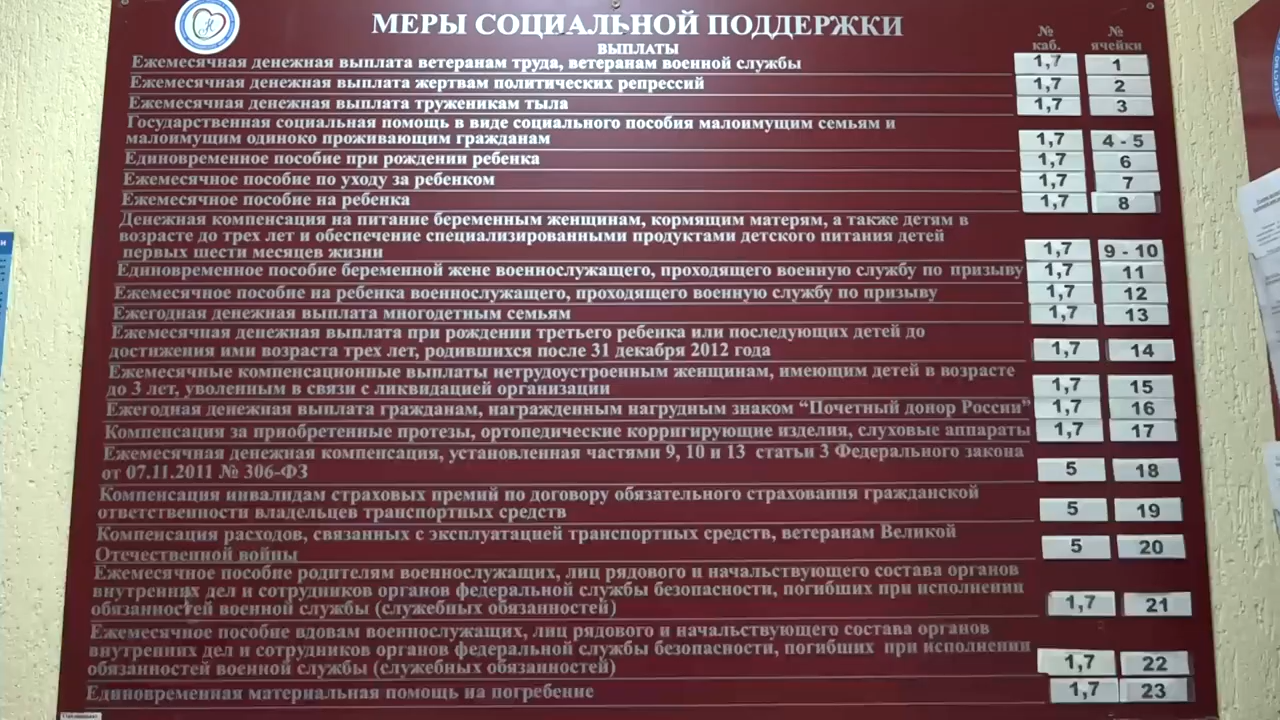 МЕРЫ СОЦИАЛЬНОЙ ПОДДЕРЖКИ
ВЫПЛАТЫ
№ каб.
№ ячейки
Ежемесячная денежная выплата ветеранам труда, ветеранам военной службы 1,7 1
Ежемесячная денежная выплата жертвам политических репрессий 1,7 2
Ежемесячная денежная выплата труженикам тыла 1,7 3
Государственная социальная помощь в виде социального пособия малоимущим семьям и
малоимущим одиноко проживающим гражданам 1,7 4 - 5
Единовременное пособие при рождении ребенка 1,7 6
Ежемесячное пособие по уходу за ребенком 1,7 7
Ежемесячное пособие на ребенка 1,7 8
Денежная компенсация на питание беременным женщинам, кормящим матерям, а также детям в
возрасте до трех лет и обеспечение специализированными продуктами детского питания детей
первых шести месяцев жизни 1,7 9 - 10
Единовременное пособие беременной жене военнослужащего, проходящего военную службу по призыву 1,7 11
Ежемесячное пособие на ребенка военнослужащего, проходящего военную службу по призыву 1,7 12
Ежегодная денежная выплата многодетным семьям 1,7 13
Ежемесячная денежная выплата при рождении третьего ребенка или последующих детей до
достижения ими возраста трех лет, родившихся после 31 декабря 2012 года 1,7 14
Ежемесячные компенсационные выплаты нетрудоустроенным женщинам, имеющим детей в возрасте
до 3 лет, уволенным в связи с ликвидацией организации 1,7 15
Ежегодная денежная выплата гражданам, награжденным нагрудным знаком “Почетный донор России” 1,7 16
Компенсация за приобретенные протезы, ортопедические корригирующие изделия, слуховые аппараты 1,7 17
Ежемесячная денежная компенсация, установленная частями 9, 10 и 13 статьи 3 Федерального закона
от 07.11.2011 № 306-ФЗ 5 18
Компенсация инвалидам страховых премий по договору обязательного страхования гражданской
ответственности владельцев транспортных средств 5 19
Компенсация расходов, связанных с эксплуатацией транспортных средств, ветеранам Великой
Отечественной войны 5 20
Ежемесячное пособие родителям военнослужащих, лиц рядового и начальствующего состава органов
внутренних дел и сотрудников органов федеральной службы безопасности, погибших при исполнении
обязанностей военной службы (служебных обязанностей) 1,7 21
Ежемесячное пособие вдовам военнослужащих, лиц рядового и начальствующего состава органов
внутренних дел и сотрудников органов федеральной службы безопасности, погибших при исполнении
обязанностей военной службы (служебных обязанностей) 1,7 22
Единовременная материальная помощь на погребение 1,7 23